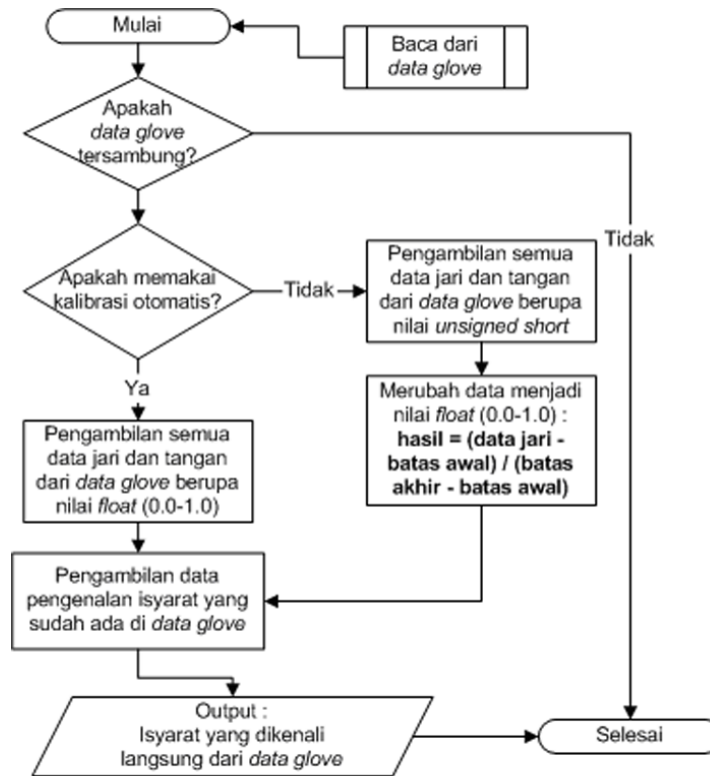 Mulai
Baca dari
data glove
Apakah
data glove
tersambung?
Tidak
Apakah memakai
kalibrasi otomatis?
Tidak
Pengambilan semua
data jari dan tangan
dari data glove berupa
nilai unsigned short
Ya
Merubah data menjadi
nilai float (0.0-1.0) :
hasil = (data jari -
batas awal) / (batas
akhir - batas awal)
Pengambilan semua
data jari dan tangan
dari data glove berupa
nilai float (0.0-1.0)
Pengambilan data
pengenalan isyarat yang
sudah ada di data glove
Output :
Isyarat yang dikenali
langsung dari data glove
Selesai